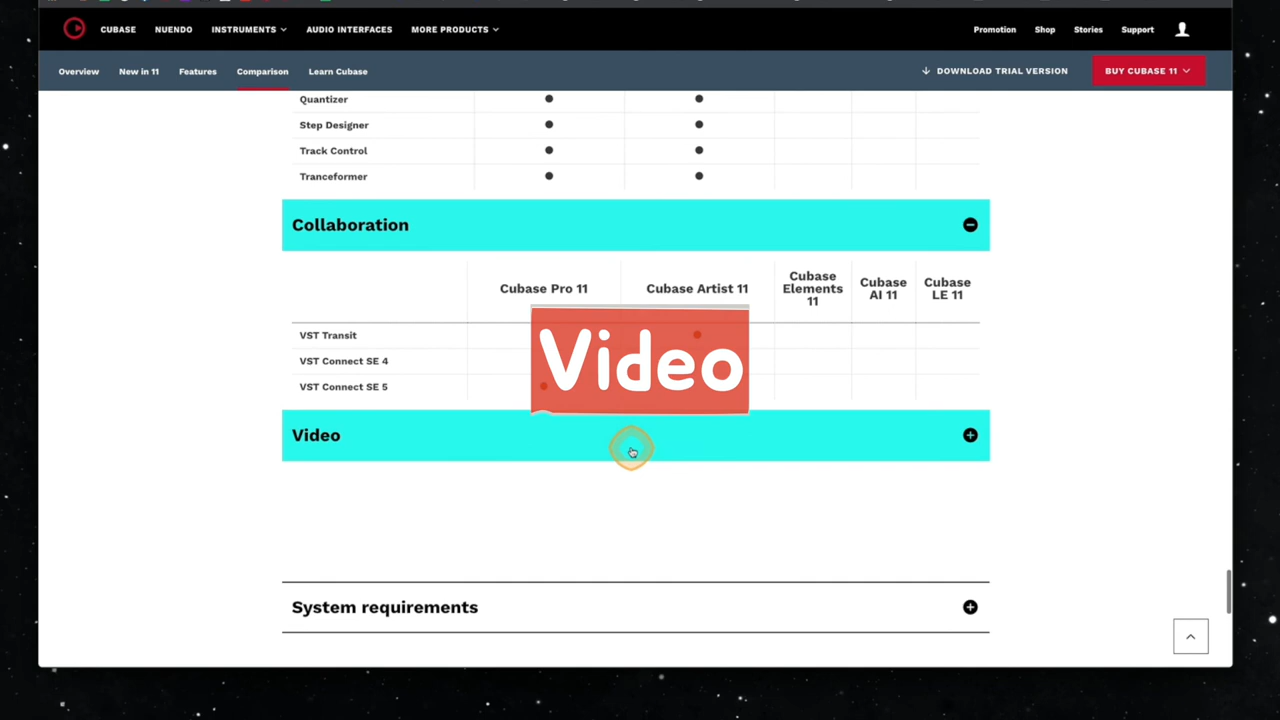 CUBASE NUENDO INSTRUMENTS AUDIO INTERFACES MORE PRODUCTS Promotion Shop Stories Support
Overview New in 11 Features Comparison Learn Cubase DOWNLOAD TRIAL VERSION BUY CUBASE 11
Quantizer
Step Designer
Track Control
Tranceformer
Collaboration
Cubase Pro 11 Cubase Artist 11 Cubase Elements 11 Cubase AI 11 Cubase LE 11
VST Transit
VST Connect SE 4
VST Connect SE 5
Video
Video
System requirements